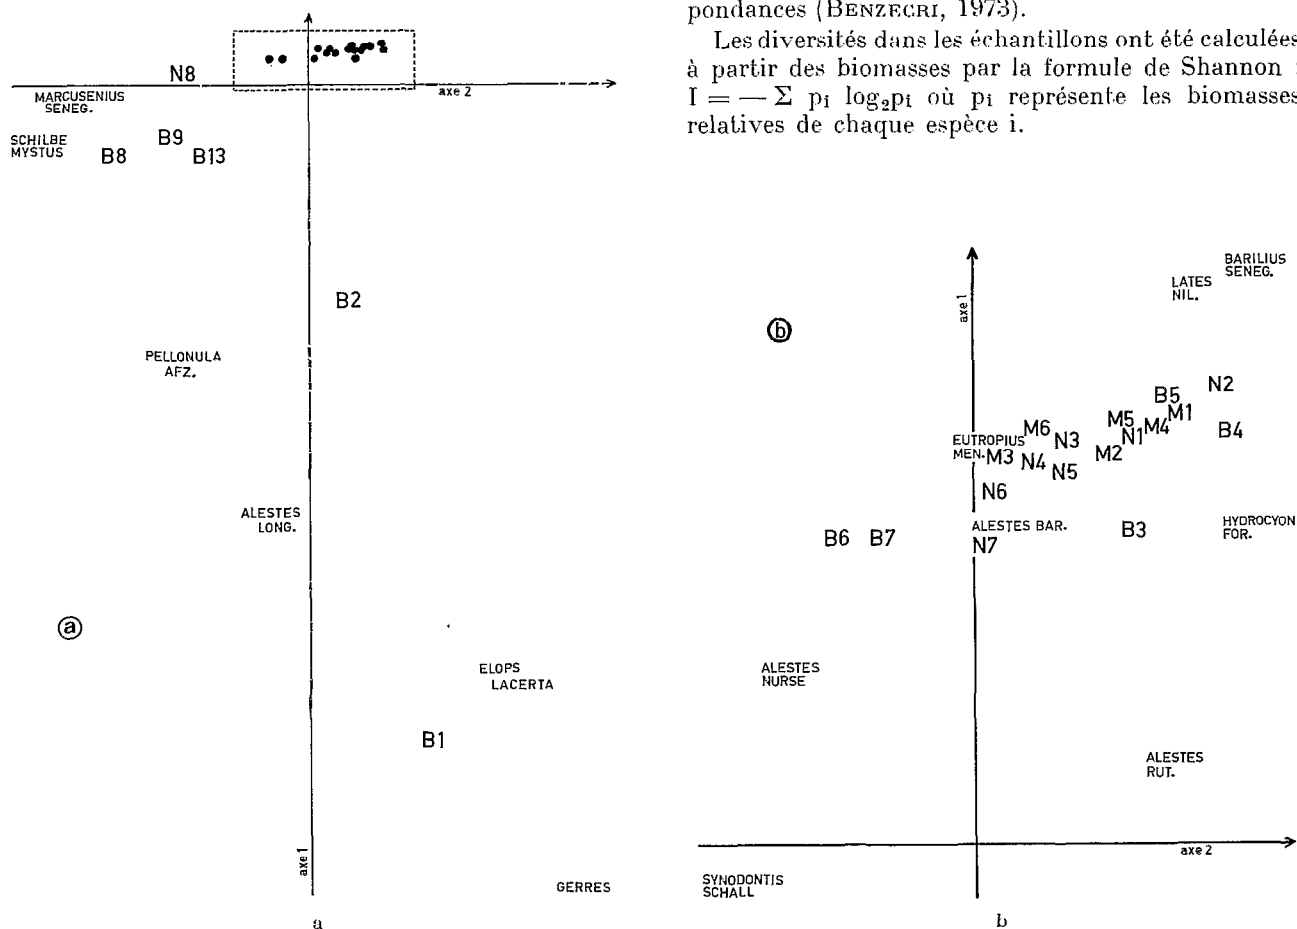 pondances (BENZECRI, 1973).
Les diversités dans les échantillons ont été calculées
à partir des biomasses par la formule de Shannon :
I = — Σ pi log₂pi où pi représente les biomasses
relatives de chaque espèce i.
N8
axe 2
MARCUSENIUS
SENEG.
SCHILBE
MYSTUS
B9
B8
B13
B2
PELLONULA
AFZ.
ALESTES
LONG.
ⓐ
ELOPS
LACERTA
B1
axe 1
GERRES
a
BARILIUS
SENEG.
LATES
NIL.
axe 1
ⓑ
N2
B5
M1
M5
M4
B4
M6
N3
N1
EUTROPIUS
MEN.
M3
N4
M2
N5
N6
ALESTES BAR.
B3
HYDROCYON
FOR.
B6
B7
N7
ALESTES
NURSE
ALESTES
RUT.
axe 2
SYNODONTIS
SCHALL
b